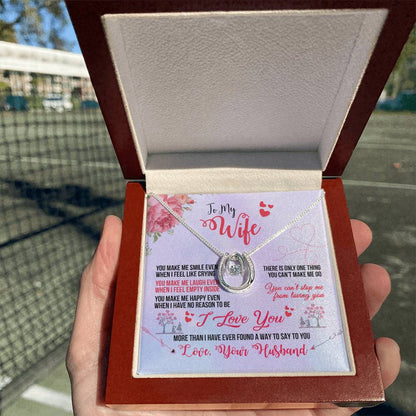 To My
Wife
YOU MAKE ME SMILE EVEN
WHEN I FEEL LIKE CRYING
YOU MAKE ME LAUGH EVEN
WHEN I FEEL EMPTY INSIDE
YOU MAKE ME HAPPY EVEN
WHEN I HAVE NO REASON TO BE
THERE IS ONLY ONE THING
YOU CAN'T MAKE ME DO
You can't stop me
from loving you
I Love You
MORE THAN I HAVE EVER FOUND A WAY TO SAY TO YOU
Love, Your Husband